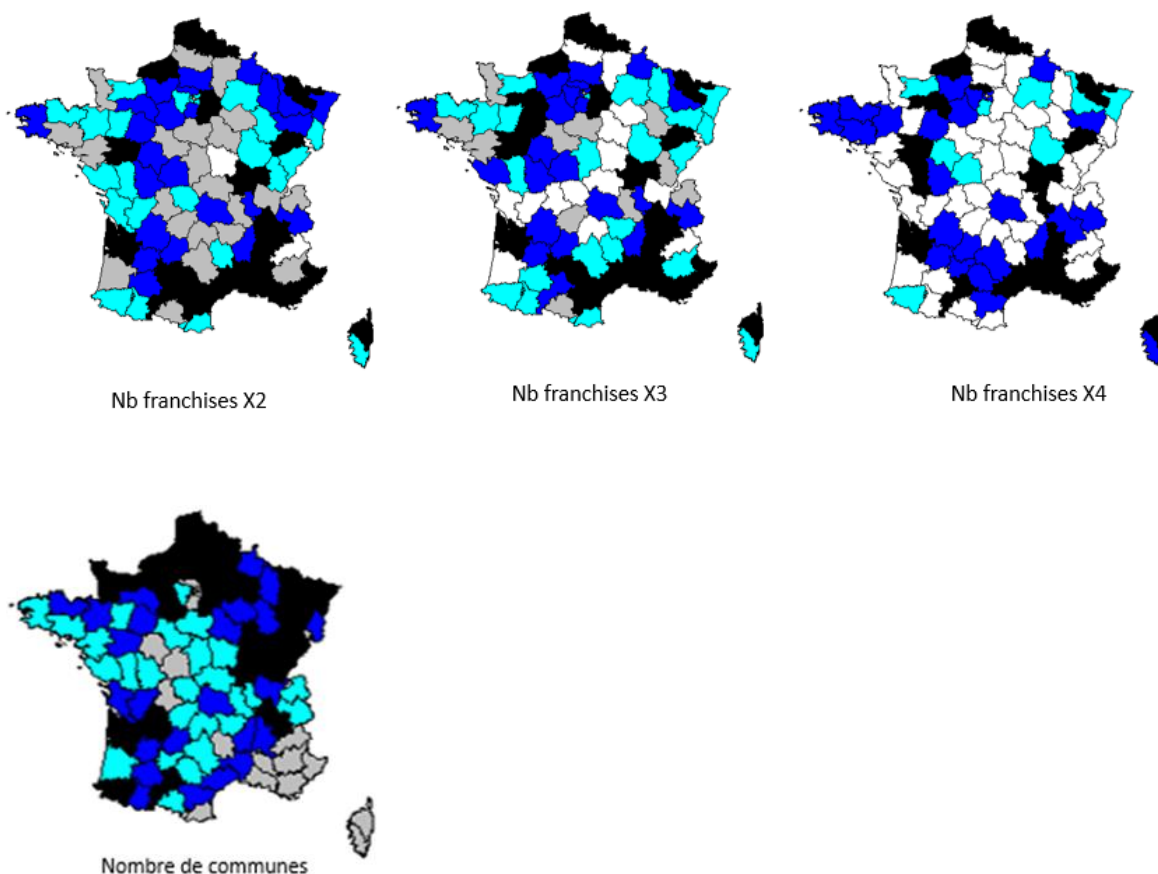 Nb franchises X2
Nb franchises X3
Nb franchises X4
Nombre de communes